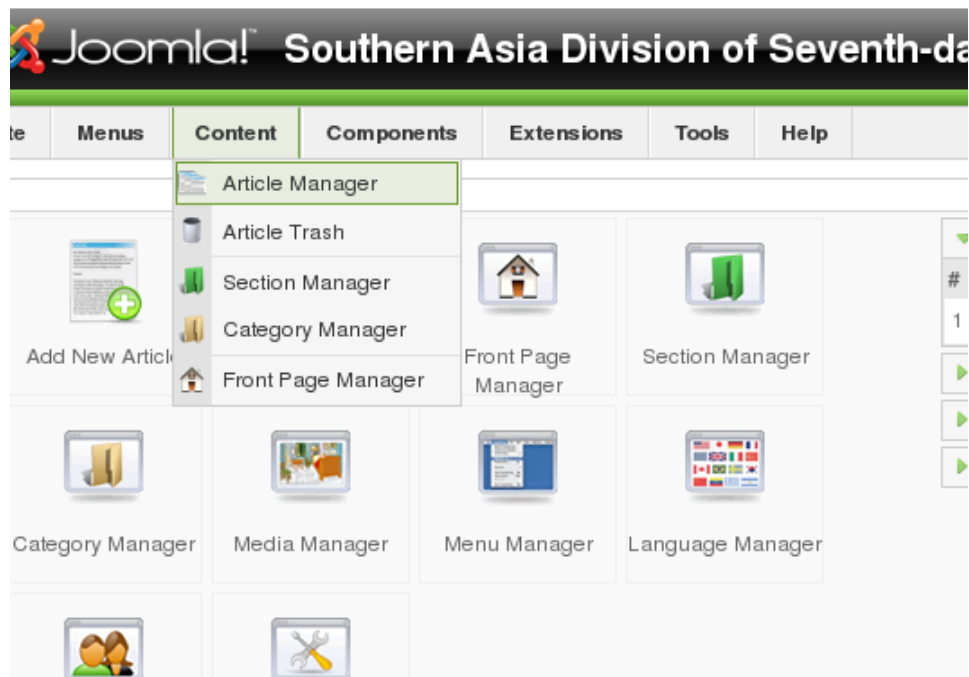 Joomla!™ Southern Asia Division of Seventh-da
te Menus Content Components Extensions Tools Help
Article Manager
Article Trash
Section Manager
Category Manager
Front Page Manager
#
1
Add New Articl
Front Page
Manager
Section Manager
Category Manager
Media Manager
Menu Manager
Language Manager